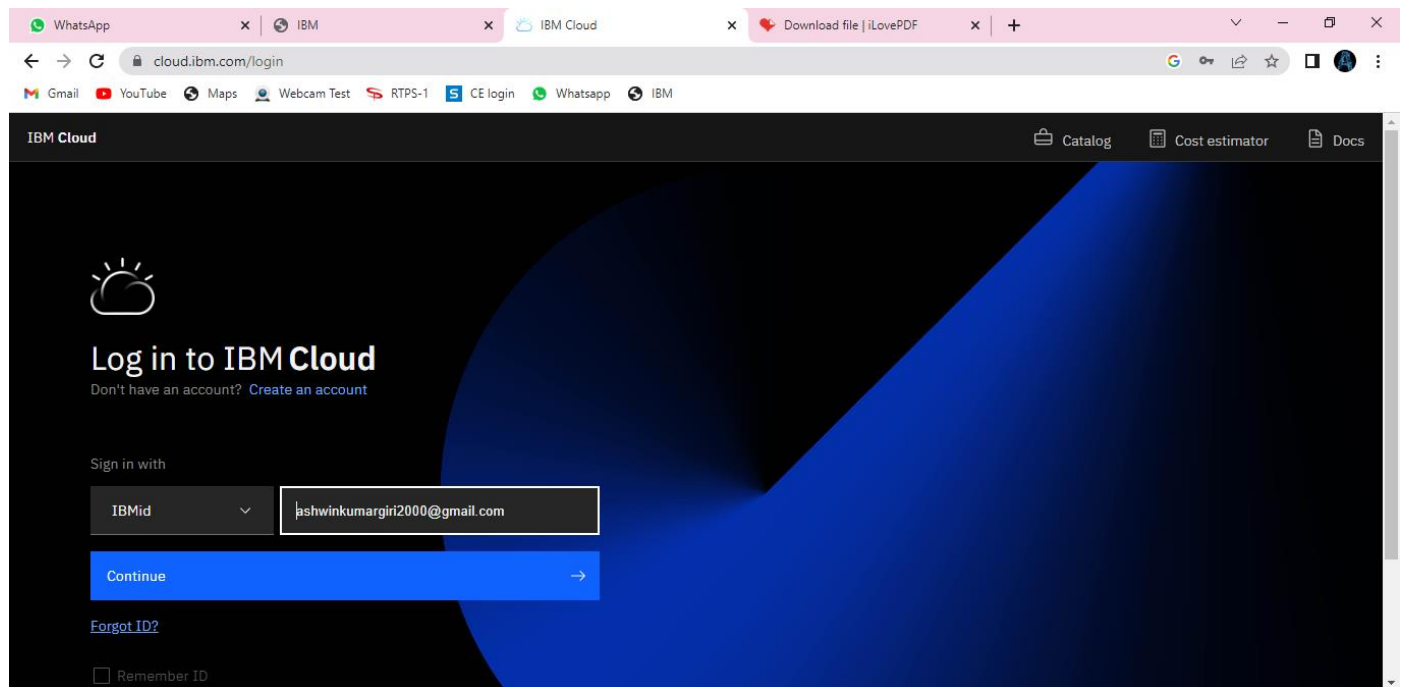 WhatsApp IBM IBM Cloud Download file | iLovePDF
cloud.ibm.com/login
Gmail YouTube Maps Webcam Test RTPS-1 CE login Whatsapp IBM
IBM Cloud Catalog Cost estimator Docs
Log in to IBM Cloud
Don't have an account? Create an account
Sign in with
IBMid ashwinkumargiri2000@gmail.com
Continue
Forgot ID?
Remember ID